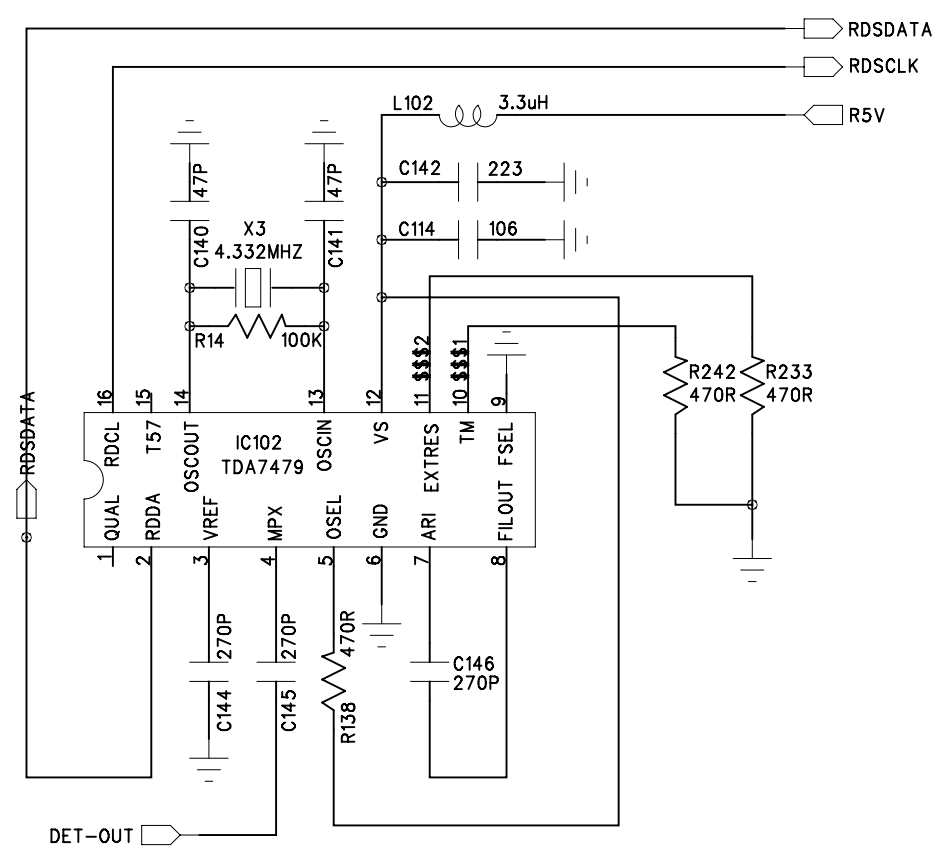 RDSDATA
RDSCLK
L102 3.3uH
R5V
47P
47P
C142 223
C140
X3
4.332MHZ
C141
C114 106
R14 100K
$$$2
$$$1
R242
470R
R233
470R
RDSDATA
16
15
14
13
12
11
10
9
RDCL
T57
OSCOUT
IC102
TDA7479
OSCIN
VS
EXTRES
TM
FSEL
QUAL
RDDA
VREF
MPX
OSEL
GND
ARI
FILOUT
1
2
3
4
5
6
7
8
270P
270P
470R
C144
C145
R138
C146
270P
DET-OUT